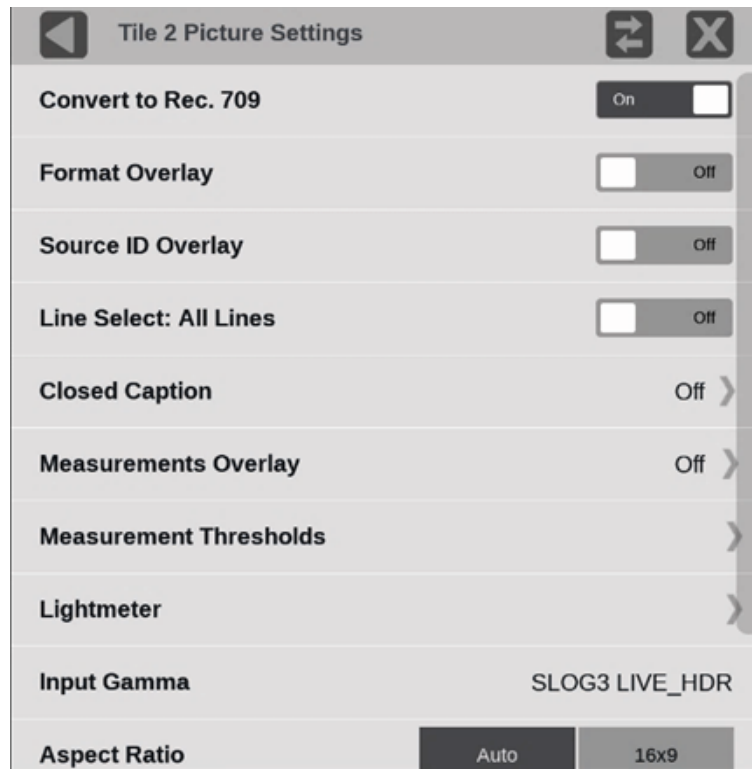 Tile 2 Picture Settings
Convert to Rec. 709 On
Format Overlay Off
Source ID Overlay Off
Line Select: All Lines Off
Closed Caption Off
Measurements Overlay Off
Measurement Thresholds
Lightmeter
Input Gamma SLOG3 LIVE_HDR
Aspect Ratio Auto 16x9